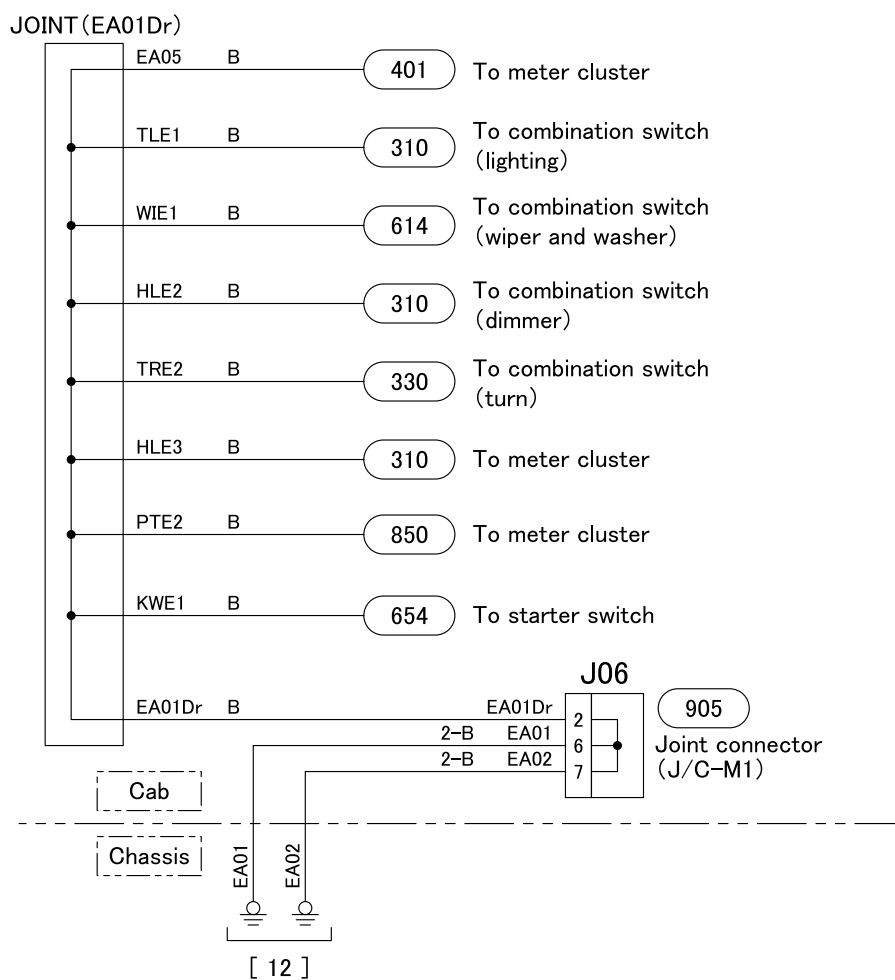 JOINT(EA01Dr)
EA05 B 401 To meter cluster
TLE1 B 310 To combination switch
(lighting)
WIE1 B 614 To combination switch
(wiper and washer)
HLE2 B 310 To combination switch
(dimmer)
TRE2 B 330 To combination switch
(turn)
HLE3 B 310 To meter cluster
PTE2 B 850 To meter cluster
KWE1 B 654 To starter switch
J06
EA01Dr B EA01Dr 2 905
2-B EA01 6 Joint connector
2-B EA02 7 (J/C-M1)
Cab
Chassis
EA01
EA02
[ 12 ]